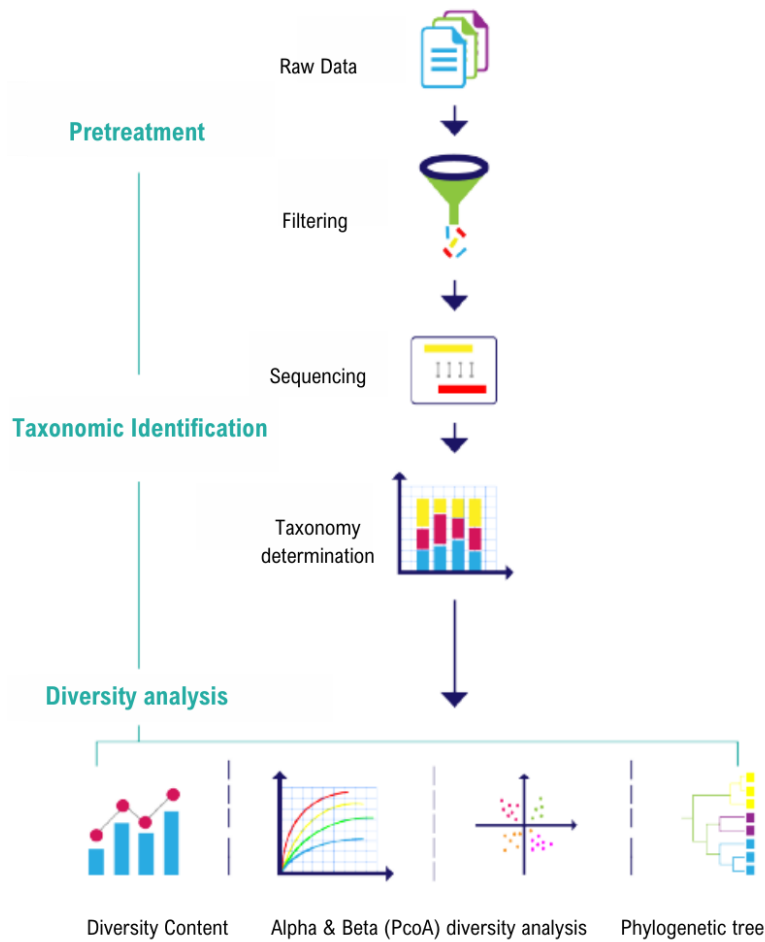 Raw Data
Pretreatment
Filtering
Sequencing
Taxonomic Identification
Taxonomy
determination
Diversity analysis
Diversity Content
Alpha & Beta (PcoA) diversity analysis
Phylogenetic tree